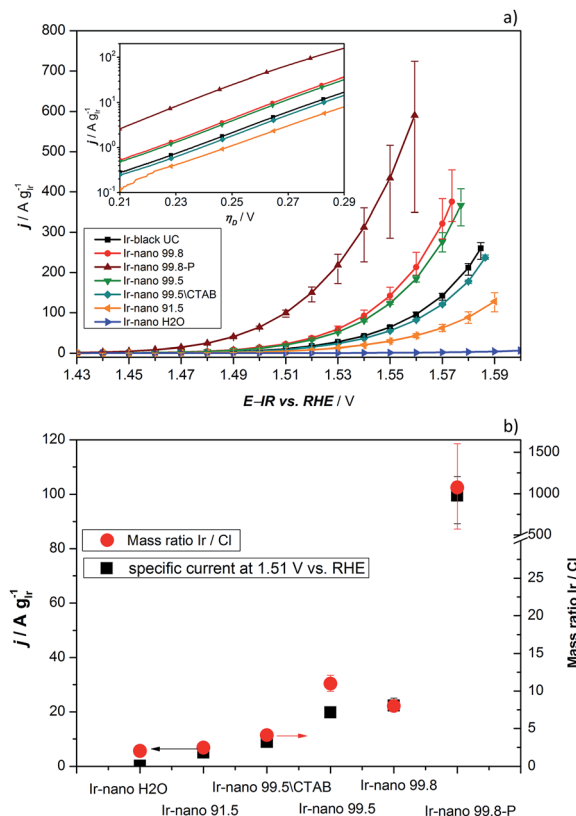 a)
800
700
600
500
400
300
200
100
0
j / A g_Ir^-1
10^2
10^1
10^0
10^-1
j / A g_Ir^-1
0.21 0.23 0.25 0.27 0.29
η_D / V
Ir-black UC
Ir-nano 99.8
Ir-nano 99.8-P
Ir-nano 99.5
Ir-nano 99.5\CTAB
Ir-nano 91.5
Ir-nano H2O
1.43 1.45 1.47 1.49 1.51 1.53 1.55 1.57 1.59
E–IR vs. RHE / V
b)
120
100
80
60
40
20
0
j / A g_Ir^-1
Mass ratio Ir / Cl
specific current at 1.51 V vs. RHE
1500
1000
500
25
20
15
10
5
0
Mass ratio Ir / Cl
Ir-nano H2O Ir-nano 99.5\CTAB Ir-nano 99.8
Ir-nano 91.5 Ir-nano 99.5 Ir-nano 99.8-P